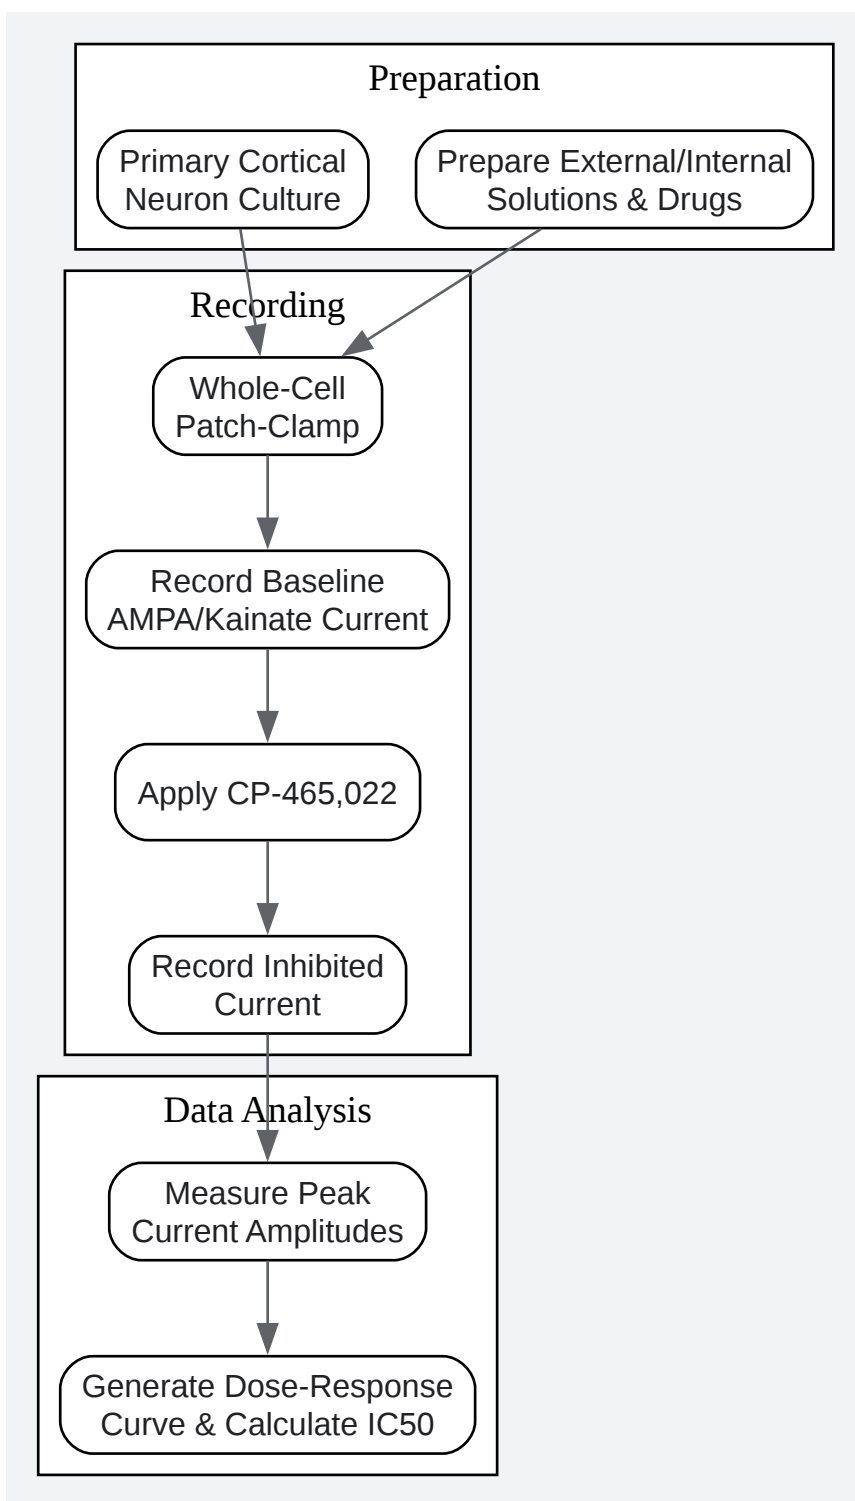 Preparation
Primary Cortical
Neuron Culture
Prepare External/Internal
Solutions & Drugs
Recording
Whole-Cell
Patch-Clamp
Record Baseline
AMPA/Kainate Current
Apply CP-465,022
Record Inhibited
Current
Data Analysis
Measure Peak
Current Amplitudes
Generate Dose-Response
Curve & Calculate IC50